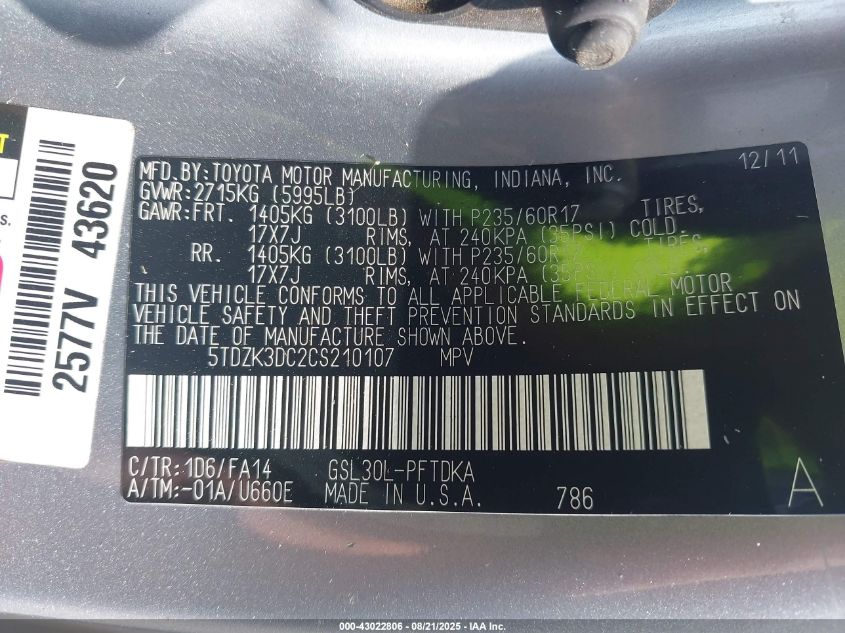 MFD.BY:TOYOTA MOTOR MANUFACTURING, INDIANA, INC. 12/11
GVWR:2715KG (5995LB)
GAWR:FRT. 1405KG (3100LB) WITH P235/60R17 TIRES,
17X7J RIMS, AT 240KPA (35PSI) COLD.
RR. 1405KG (3100LB) WITH P235/60R17 TIRES,
17X7J RIMS, AT 240KPA (35PSI)
THIS VEHICLE CONFORMS TO ALL APPLICABLE FEDERAL MOTOR
VEHICLE SAFETY AND THEFT PREVENTION STANDARDS IN EFFECT ON
THE DATE OF MANUFACTURE SHOWN ABOVE.
5TDZK3DC2CS210107 MPV
C/TR:1D6/FA14 GSL30L-PFTDKA
A/TM:-01A/U660E MADE IN U.S.A. 786 A
2577V 43620
000-43022806 - 08/21/2025 - IAA Inc.